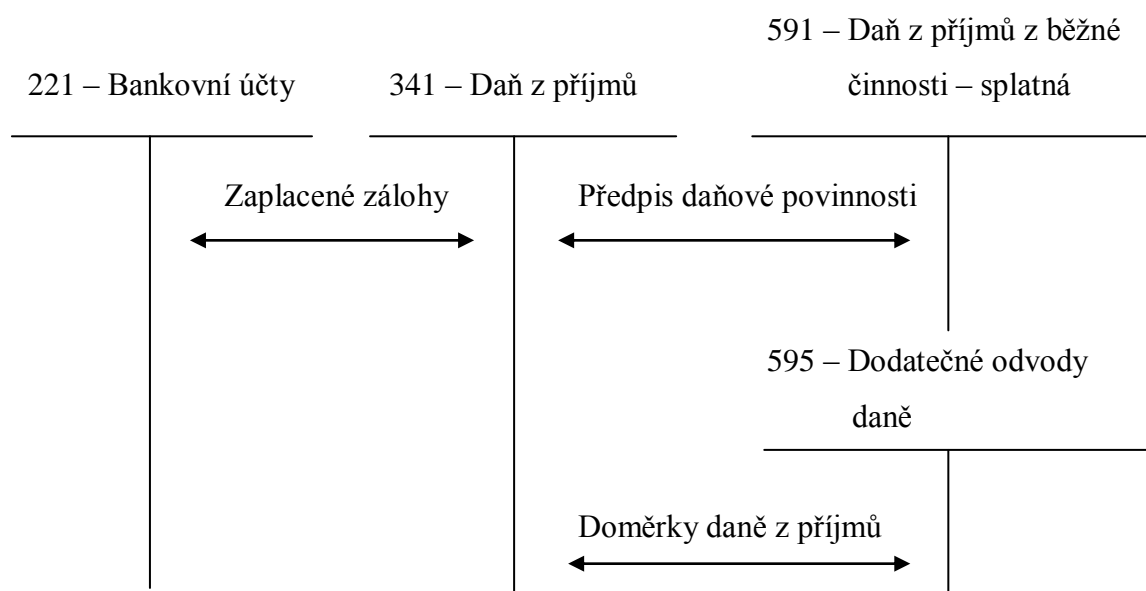 591 – Daň z příjmů z běžné
221 – Bankovní účty 341 – Daň z příjmů činnosti – splatná
Zaplacené zálohy Předpis daňové povinnosti
595 – Dodatečné odvody
daně
Doměrky daně z příjmů